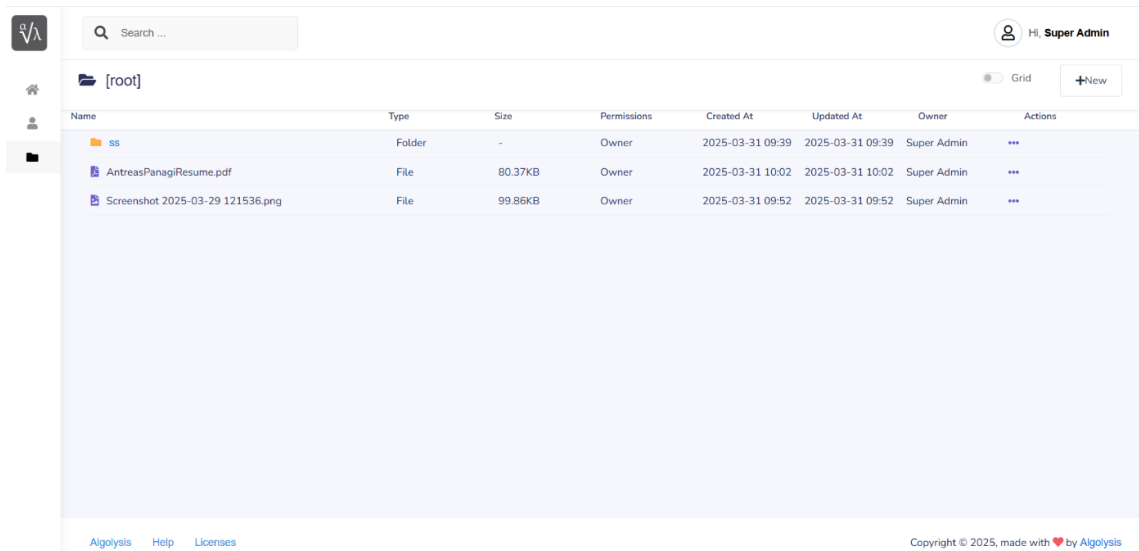 α√λ
Search ...
Hi, Super Admin
[root]
Grid
+New
Name Type Size Permissions Created At Updated At Owner Actions
ss Folder - Owner 2025-03-31 09:39 2025-03-31 09:39 Super Admin •••
AntreasPanagiResume.pdf File 80.37KB Owner 2025-03-31 10:02 2025-03-31 10:02 Super Admin •••
Screenshot 2025-03-29 121536.png File 99.86KB Owner 2025-03-31 09:52 2025-03-31 09:52 Super Admin •••
Algolysis Help Licenses
Copyright © 2025, made with ❤ by Algolysis